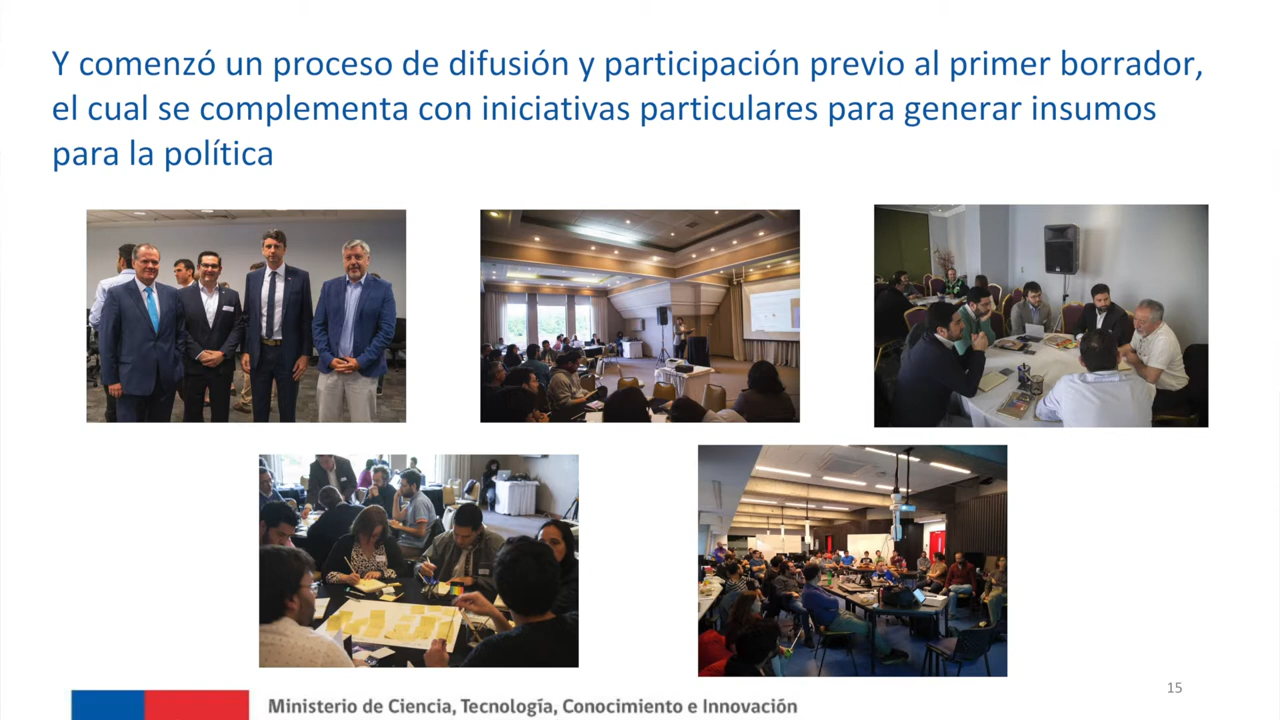 Y comenzó un proceso de difusión y participación previo al primer borrador,
el cual se complementa con iniciativas particulares para generar insumos
para la política
15
Ministerio de Ciencia, Tecnología, Conocimiento e Innovación